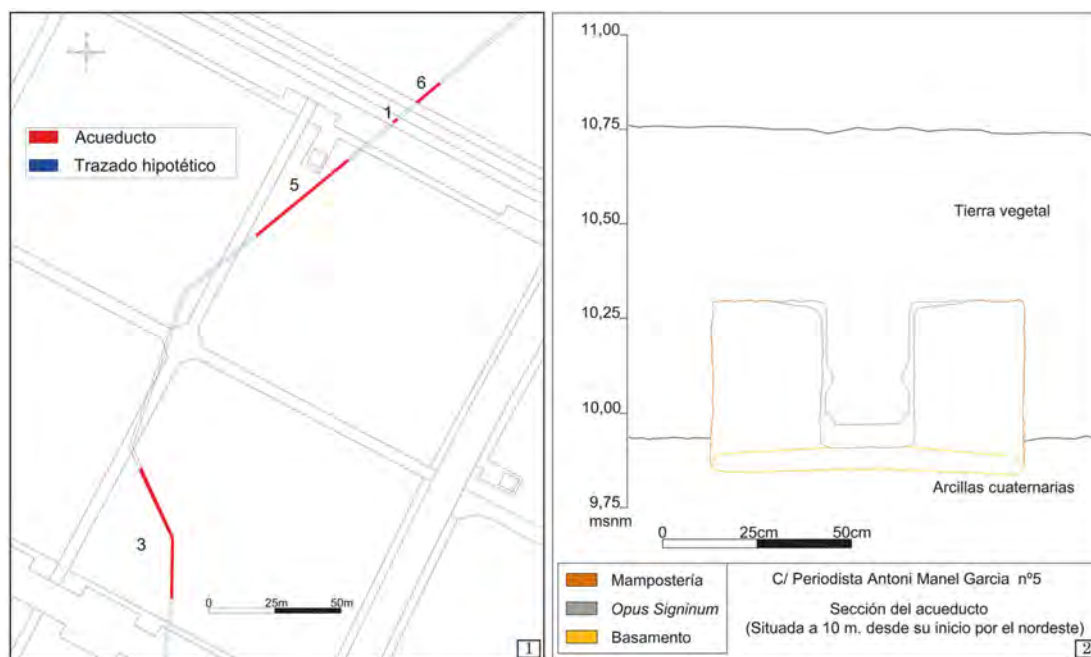 6
1
Acueducto
Trazado hipotético
5
3
0 25m 50m
1
11,00
10,75
10,50
Tierra vegetal
10,25
10,00
Arcillas cuaternarias
9,75
msnm
0 25cm 50cm
Mampostería
Opus Signinum
Basamento
C/ Periodista Antoni Manel Garcia nº5
Sección del acueducto
(Situada a 10 m. desde su inicio por el nordeste)
2